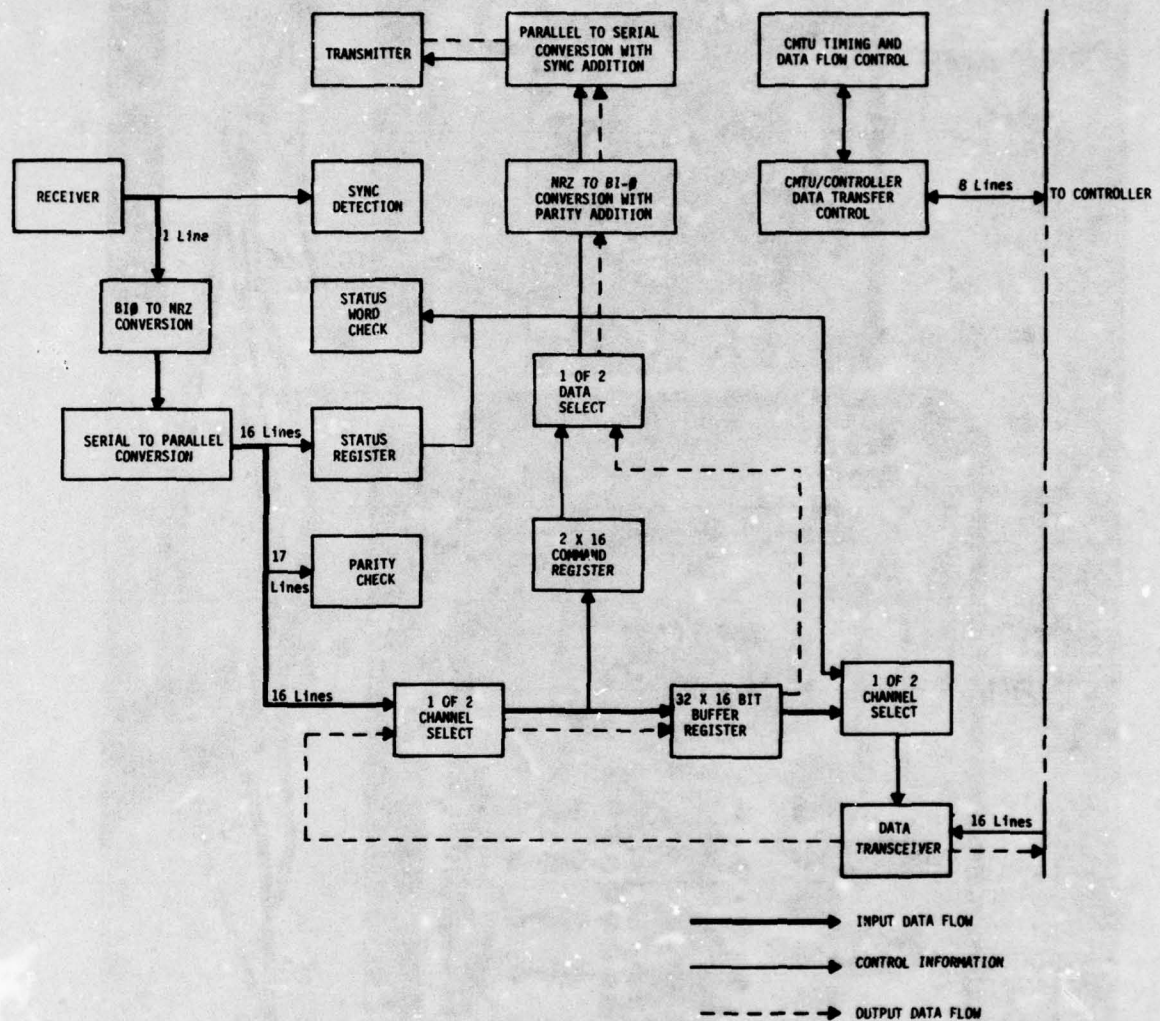 TRANSMITTER
PARALLEL TO SERIAL
CONVERSION WITH
SYNC ADDITION
CMTU TIMING AND
DATA FLOW CONTROL
RECEIVER
SYNC
DETECTION
NRZ TO BI-Ø
CONVERSION WITH
PARITY ADDITION
CMTU/CONTROLLER
DATA TRANSFER
CONTROL
8 Lines
TO CONTROLLER
1 Line
BIØ TO NRZ
CONVERSION
STATUS
WORD
CHECK
1 OF 2
DATA
SELECT
SERIAL TO PARALLEL
CONVERSION
16 Lines
STATUS
REGISTER
2 X 16
COMMAND
REGISTER
17
Lines
PARITY
CHECK
16 Lines
1 OF 2
CHANNEL
SELECT
32 X 16 BIT
BUFFER
REGISTER
1 OF 2
CHANNEL
SELECT
DATA
TRANSCEIVER
16 Lines
INPUT DATA FLOW
CONTROL INFORMATION
OUTPUT DATA FLOW